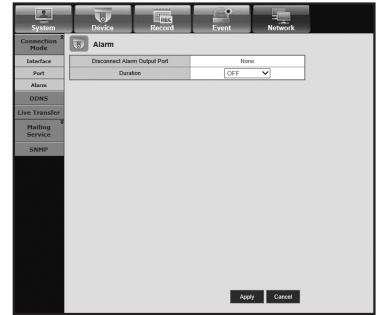 System Device Record Event Network
REC
Connection Mode
Alarm
Interface
Disconnect Alarm Output Port None
Port
Duration OFF
Alarm
DDNS
Live Transfer
Mailing Service
SNMP
Apply Cancel